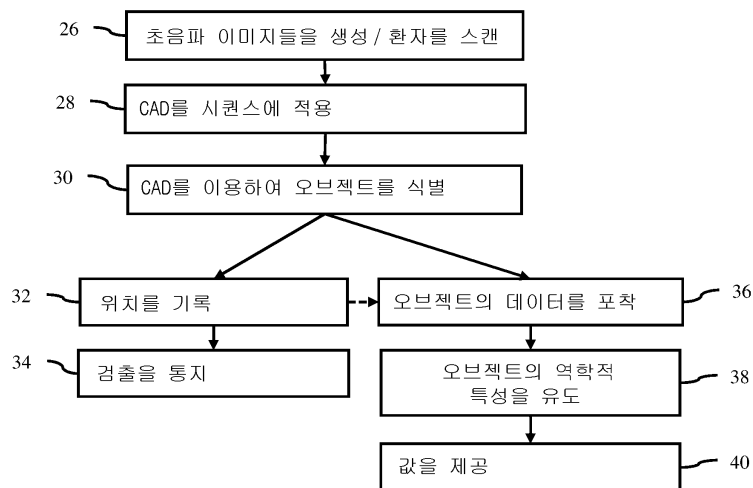 26
초음파 이미지들을 생성 / 환자를 스캔
28
CAD를 시퀀스에 적용
30
CAD를 이용하여 오브젝트를 식별
32
위치를 기록
오브젝트의 데이터를 포착
36
34
검출을 통지
오브젝트의 역학적
특성을 유도
38
값을 제공
40